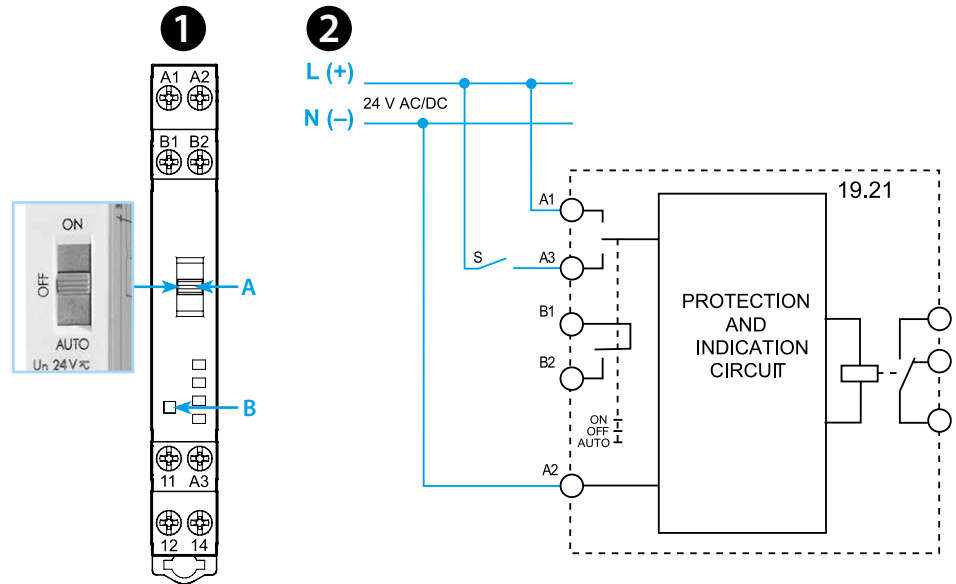 1
A1 A2
B1 B2
ON
OFF
AUTO
Un 24V
A
B
11 A3
12 14
2
L (+)
24 V AC/DC
N (–)
19.21
A1
S
A3
B1
B2
ON
OFF
AUTO
A2
PROTECTION
AND
INDICATION
CIRCUIT